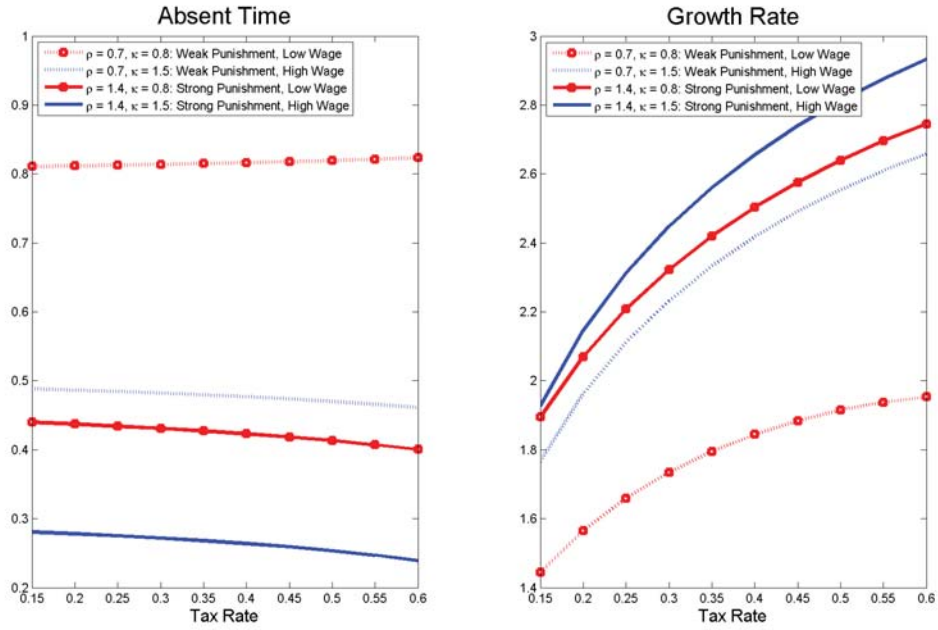 Absent Time
1
0.9
0.8
0.7
0.6
0.5
0.4
0.3
0.2
ρ = 0.7, κ = 0.8: Weak Punishment, Low Wage
ρ = 0.7, κ = 1.5: Weak Punishment, High Wage
ρ = 1.4, κ = 0.8: Strong Punishment, Low Wage
ρ = 1.4, κ = 1.5: Strong Punishment, High Wage
0.15 0.2 0.25 0.3 0.35 0.4 0.45 0.5 0.55 0.6
Tax Rate
Growth Rate
3
2.8
2.6
2.4
2.2
2
1.8
1.6
1.4
ρ = 0.7, κ = 0.8: Weak Punishment, Low Wage
ρ = 0.7, κ = 1.5: Weak Punishment, High Wage
ρ = 1.4, κ = 0.8: Strong Punishment, Low Wage
ρ = 1.4, κ = 1.5: Strong Punishment, High Wage
0.15 0.2 0.25 0.3 0.35 0.4 0.45 0.5 0.55 0.6
Tax Rate